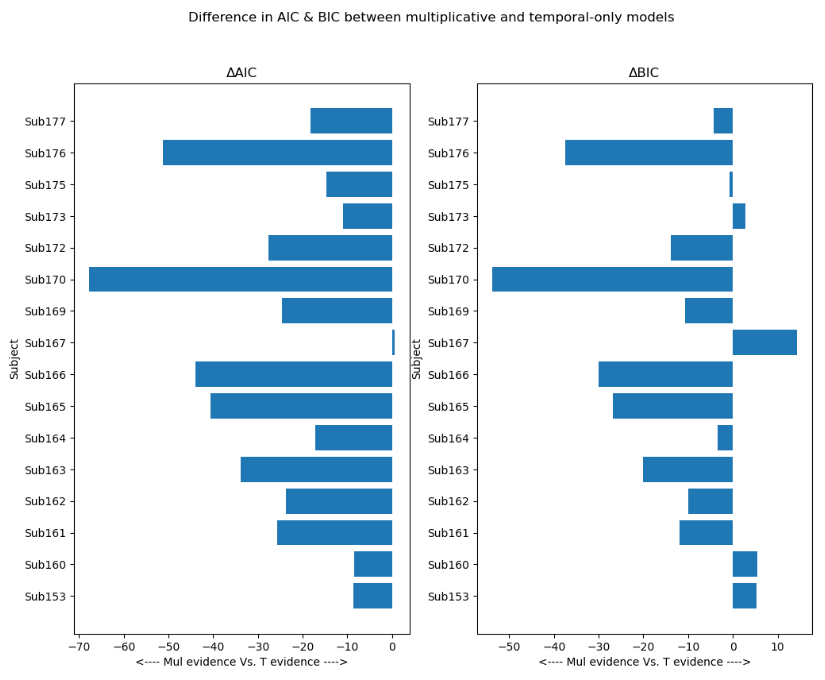 Difference in AIC & BIC between multiplicative and temporal-only models
ΔAIC
Subject
Sub177
Sub176
Sub175
Sub173
Sub172
Sub170
Sub169
Sub167
Sub166
Sub165
Sub164
Sub163
Sub162
Sub161
Sub160
Sub153
−70 −60 −50 −40 −30 −20 −10 0
<---- Mul evidence Vs. T evidence ---->
ΔBIC
Subject
Sub177
Sub176
Sub175
Sub173
Sub172
Sub170
Sub169
Sub167
Sub166
Sub165
Sub164
Sub163
Sub162
Sub161
Sub160
Sub153
−50 −40 −30 −20 −10 0 10
<---- Mul evidence Vs. T evidence ---->